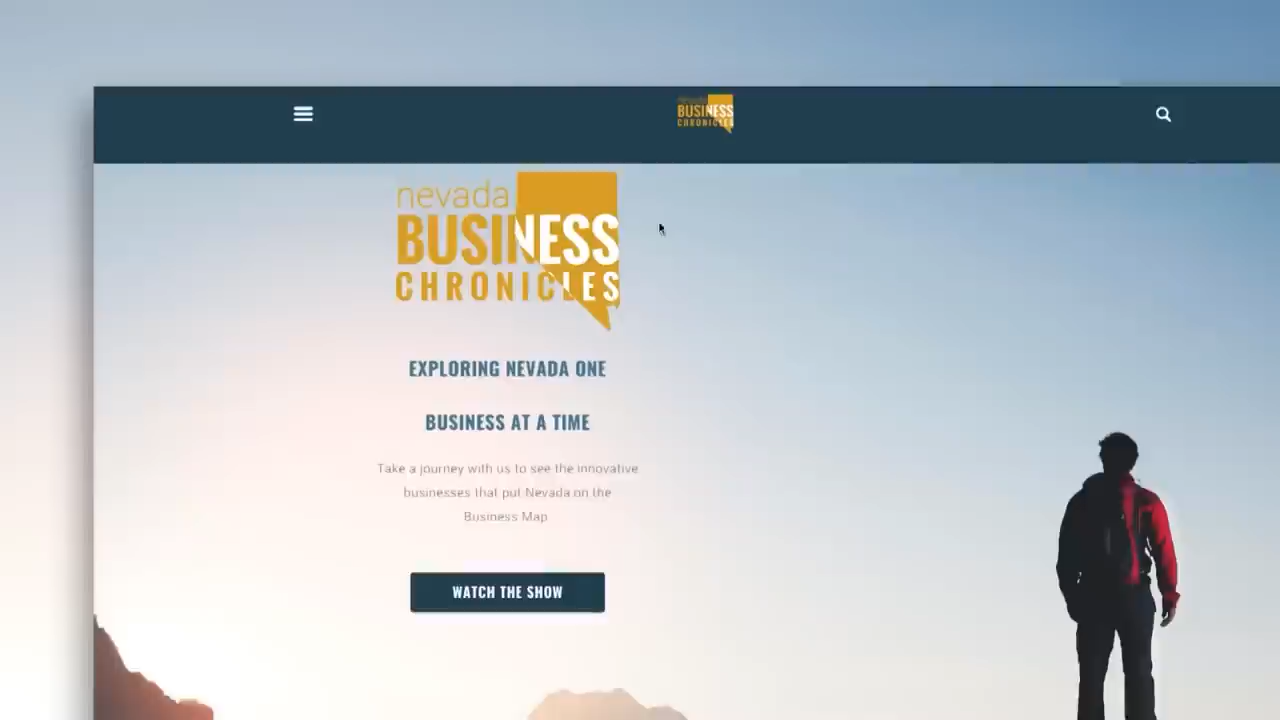 nevada
BUSINESS
CHRONICLES
nevada
BUSINESS
CHRONICLES
EXPLORING NEVADA ONE
BUSINESS AT A TIME
Take a journey with us to see the innovative
businesses that put Nevada on the
Business Map
WATCH THE SHOW